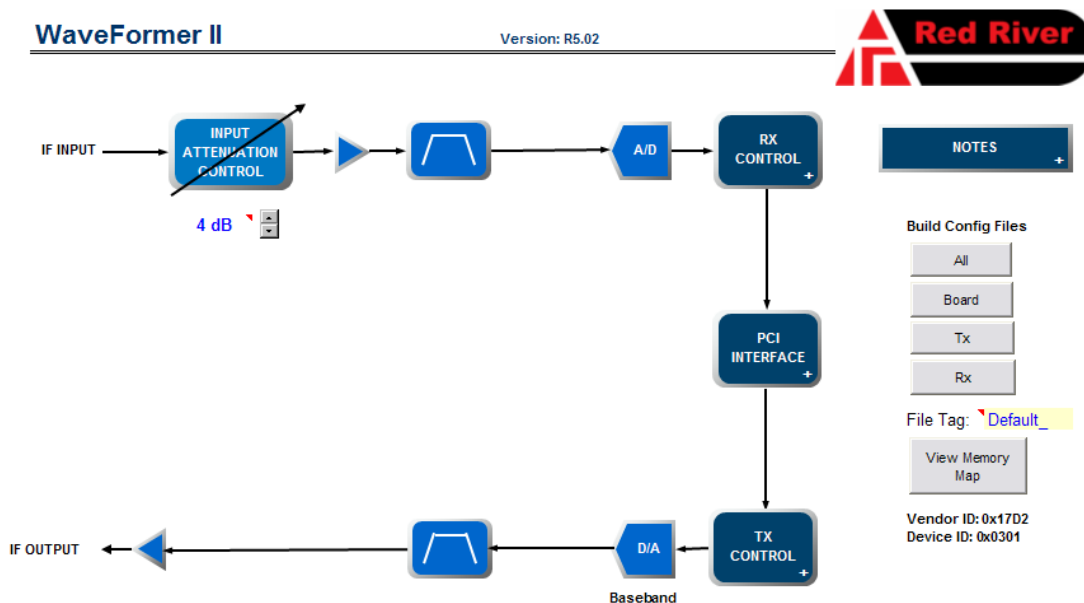 WaveFormer II
Version: R5.02
Red River
IF INPUT
INPUT
ATTENUATION
CONTROL
A/D
RX
CONTROL
+
NOTES
+
4 dB
Build Config Files
All
Board
Tx
Rx
PCI
INTERFACE
+
File Tag: Default_
View Memory
Map
Vendor ID: 0x17D2
Device ID: 0x0301
IF OUTPUT
D/A
Baseband
TX
CONTROL
+